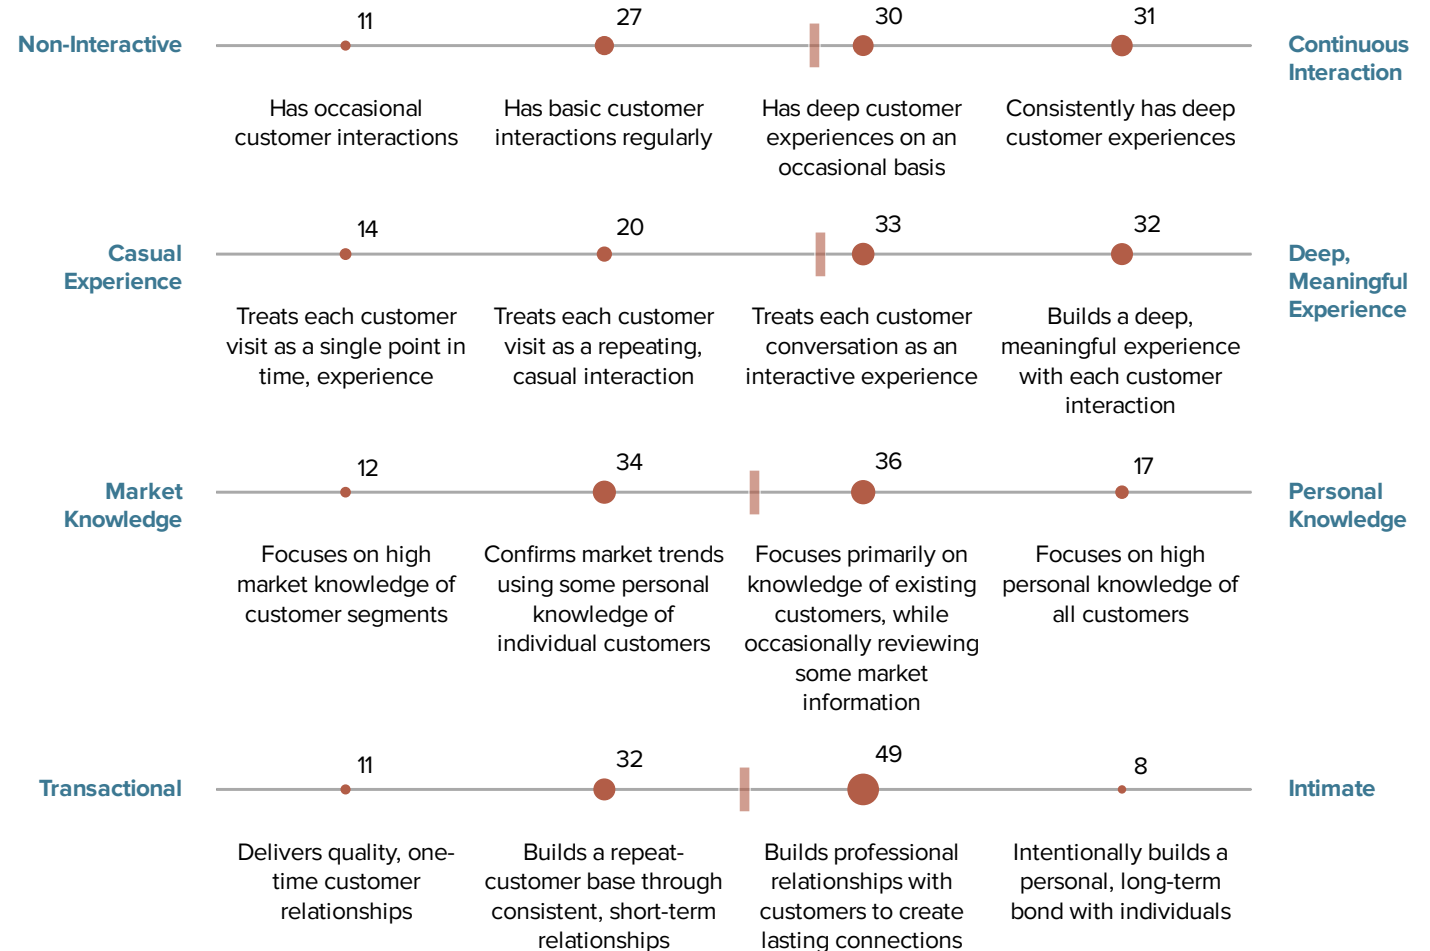 11
27
30
31
Non-Interactive
Continuous
Interaction
Has occasional
customer interactions
Has basic customer
interactions regularly
Has deep customer
experiences on an
occasional basis
Consistently has deep
customer experiences
14
20
33
32
Casual
Experience
Deep,
Meaningful
Experience
Treats each customer
visit as a single point in
time, experience
Treats each customer
visit as a repeating,
casual interaction
Treats each customer
conversation as an
interactive experience
Builds a deep,
meaningful experience
with each customer
interaction
12
34
36
17
Market
Knowledge
Personal
Knowledge
Focuses on high
market knowledge of
customer segments
Confirms market trends
using some personal
knowledge of
individual customers
Focuses primarily on
knowledge of existing
customers, while
occasionally reviewing
some market
information
Focuses on high
personal knowledge of
all customers
11
32
49
8
Transactional
Intimate
Delivers quality, one-
time customer
relationships
Builds a repeat-
customer base through
consistent, short-term
relationships
Builds professional
relationships with
customers to create
lasting connections
Intentionally builds a
personal, long-term
bond with individuals